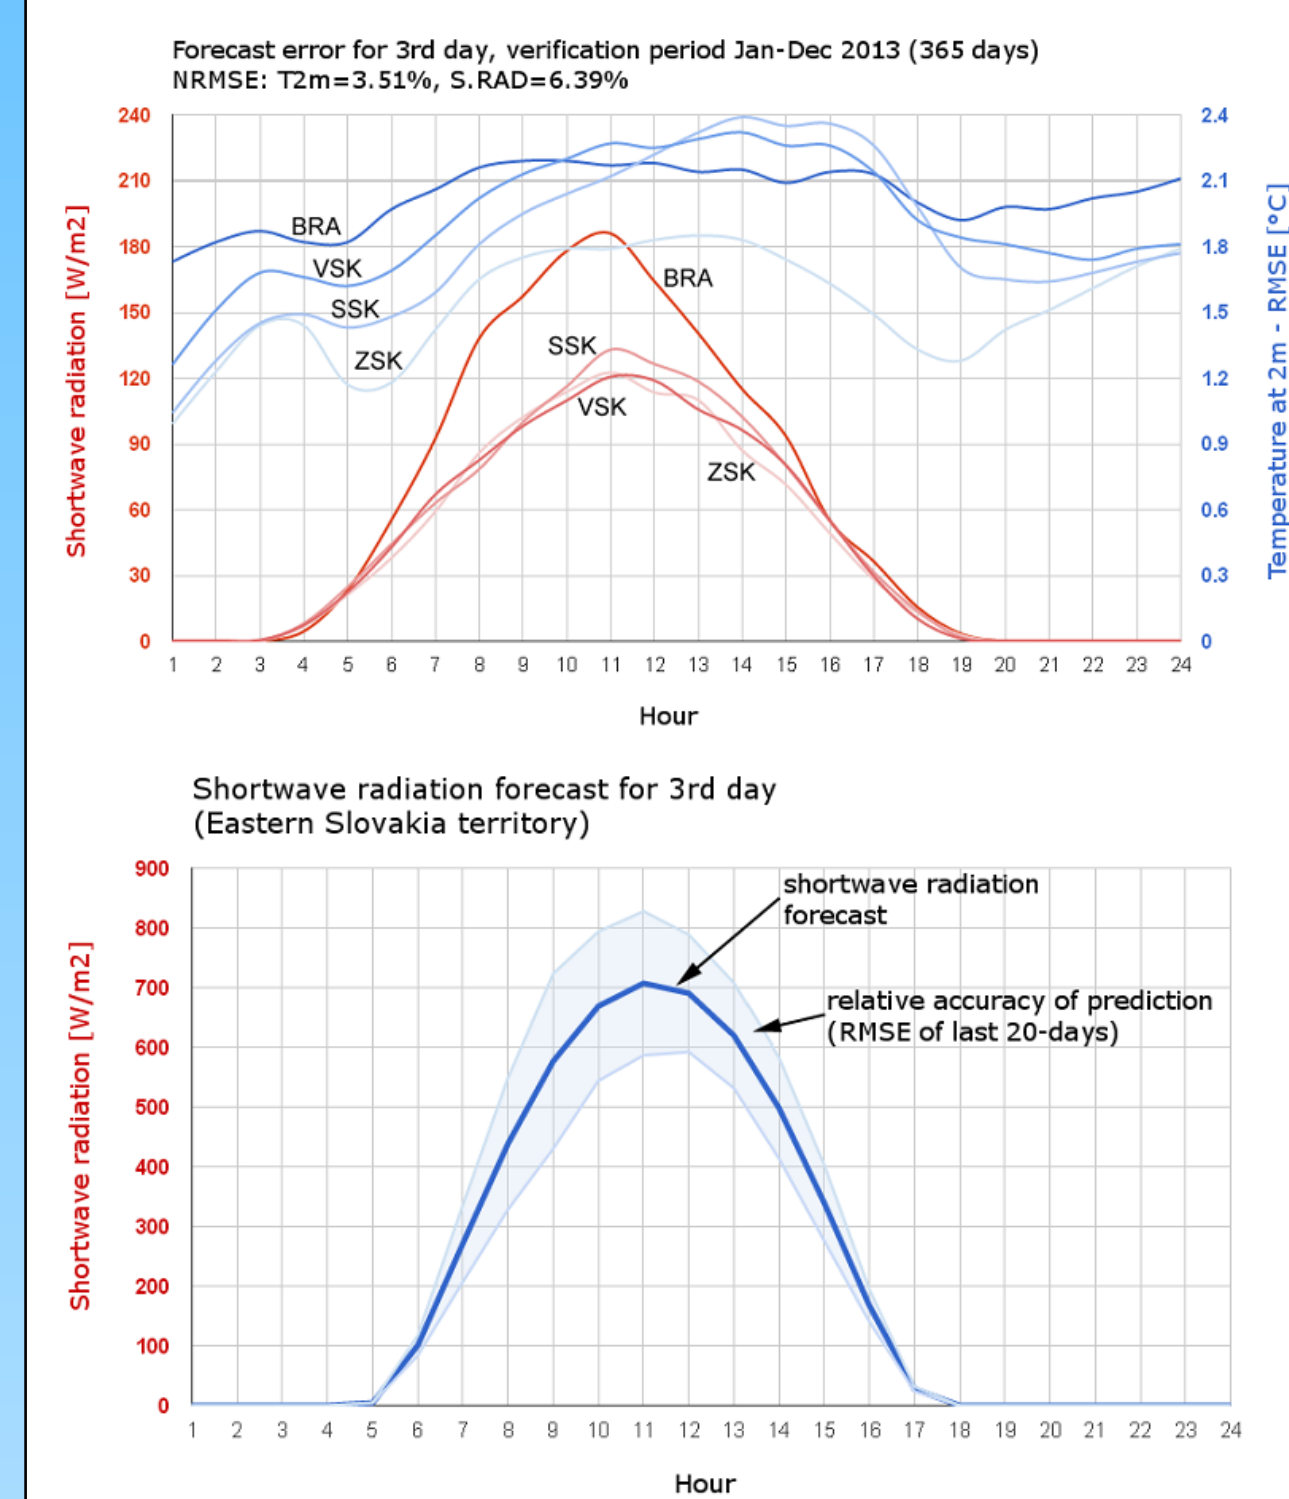 Forecast error for 3rd day, verification period Jan-Dec 2013 (365 days)
NRMSE: T2m=3.51%, S.RAD=6.39%
Shortwave radiation [W/m2]
240
210
180
150
120
90
60
30
0
2.4
2.1
1.8
1.5
1.2
0.9
0.6
0.3
0
Temperature at 2m - RMSE [°C]
BRA
VSK
SSK
ZSK
BRA
SSK
VSK
ZSK
1 2 3 4 5 6 7 8 9 10 11 12 13 14 15 16 17 18 19 20 21 22 23 24
Hour
Shortwave radiation forecast for 3rd day
(Eastern Slovakia territory)
Shortwave radiation [W/m2]
900
800
700
600
500
400
300
200
100
0
shortwave radiation
forecast
relative accuracy of prediction
(RMSE of last 20-days)
1 2 3 4 5 6 7 8 9 10 11 12 13 14 15 16 17 18 19 20 21 22 23 24
Hour